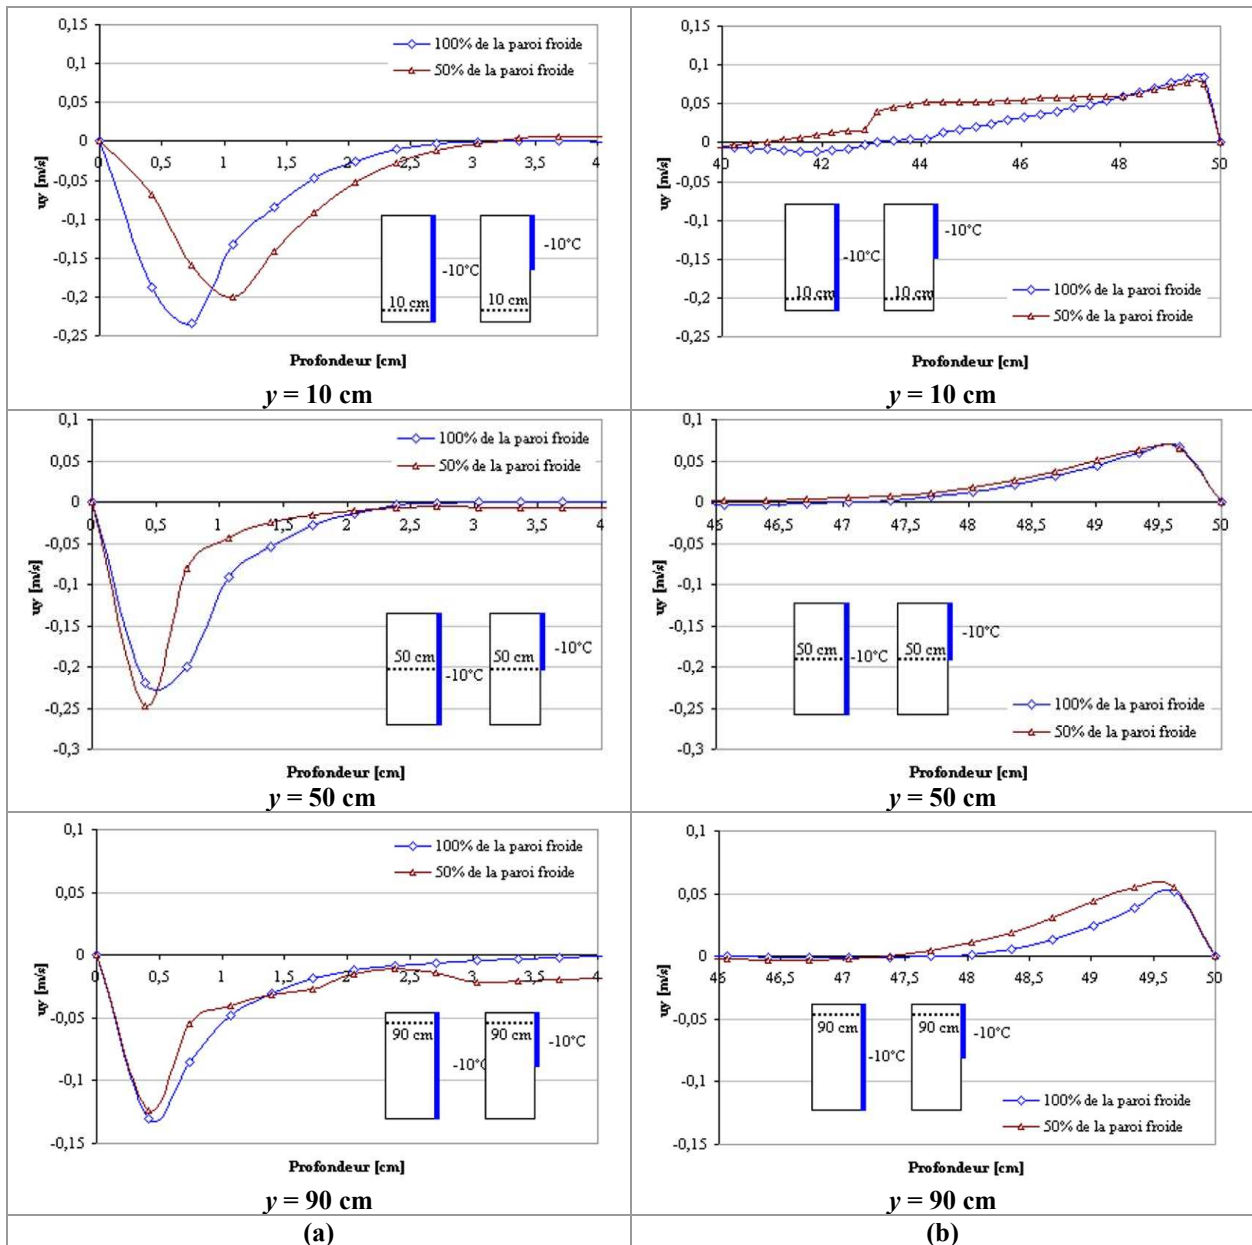 0,15
0,1
0,05
0
-0,05
-0,1
-0,15
-0,2
-0,25
uy [m/s]
0 0,5 1 1,5 2 2,5 3 3,5 4
100% de la paroi froide
50% de la paroi froide
-10°C
-10°C
10 cm
10 cm
Profondeur [cm]
y = 10 cm
0,15
0,1
0,05
0
-0,05
-0,1
-0,15
-0,2
-0,25
uy [m/s]
40 42 44 46 48 50
-10°C
-10°C
10 cm
10 cm
100% de la paroi froide
50% de la paroi froide
Profondeur [cm]
y = 10 cm
0,1
0,05
0
-0,05
-0,1
-0,15
-0,2
-0,25
-0,3
uy [m/s]
0 0,5 1 1,5 2 2,5 3 3,5 4
100% de la paroi froide
50% de la paroi froide
50 cm
50 cm
-10°C
-10°C
Profondeur [cm]
y = 50 cm
0,1
0,05
0
-0,05
-0,1
-0,15
-0,2
-0,25
-0,3
uy [m/s]
46 46,5 47 47,5 48 48,5 49 49,5 50
50 cm
50 cm
-10°C
-10°C
100% de la paroi froide
50% de la paroi froide
Profondeur [cm]
y = 50 cm
0,1
0,05
0
-0,05
-0,1
-0,15
uy [m/s]
0 0,5 1 1,5 2 2,5 3 3,5 4
100% de la paroi froide
50% de la paroi froide
90 cm
90 cm
-10°C
-10°C
Profondeur [cm]
y = 90 cm
0,1
0,05
0
-0,05
-0,1
-0,15
uy [m/s]
46 46,5 47 47,5 48 48,5 49 49,5 50
90 cm
90 cm
-10°C
-10°C
100% de la paroi froide
50% de la paroi froide
Profondeur [cm]
y = 90 cm
(a)
(b)